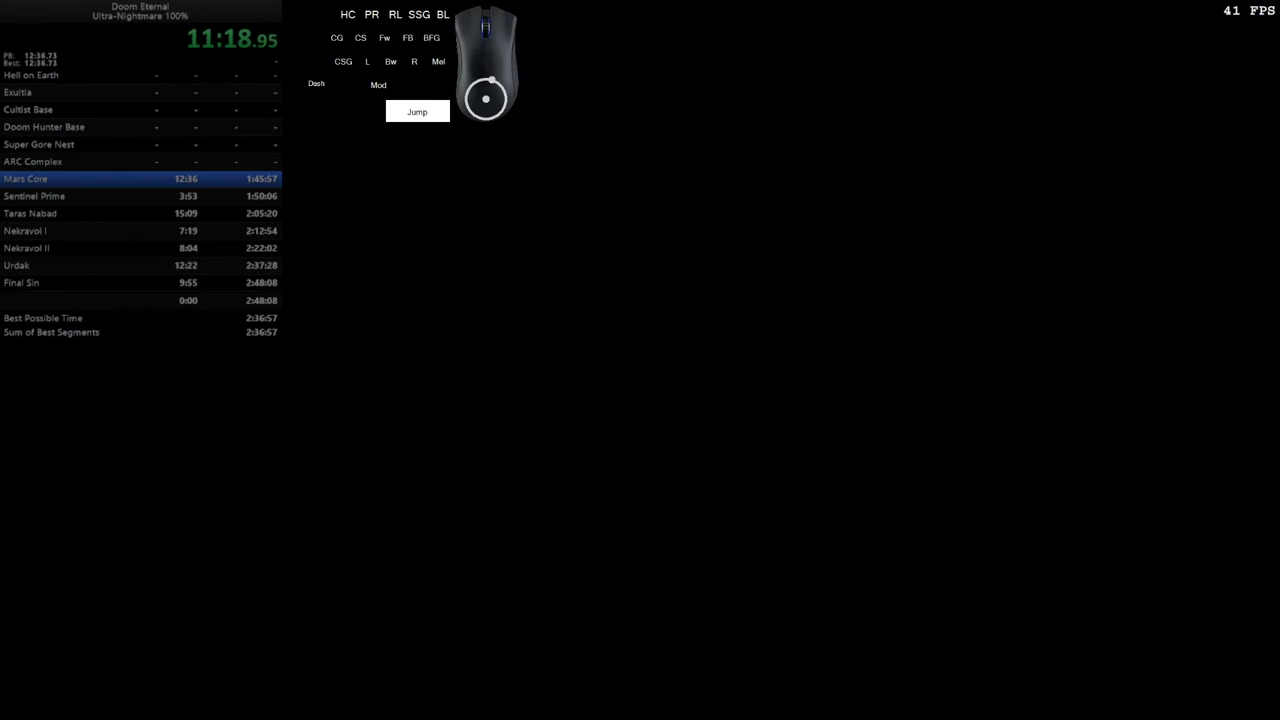 Doom Eternal
Ultra-Nightmare 100%
11:18.95
PB: 12:36.73
Best: 12:36.73 -
Hell on Earth - - - -
Exultia - - - -
Cultist Base - - - -
Doom Hunter Base - - - -
Super Gore Nest - - - -
ARC Complex - - - -
Mars Core 12:36 1:45:57
Sentinel Prime 3:53 1:50:06
Taras Nabad 15:09 2:05:20
Nekravol I 7:19 2:12:54
Nekravol II 8:04 2:22:02
Urdak 12:22 2:37:28
Final Sin 9:55 2:48:08
0:00 2:48:08
Best Possible Time 2:36:57
Sum of Best Segments 2:36:57
HC PR RL SSG BL
CG CS Fw FB BFG
CSG L Bw R Mel
Dash Mod
Jump
41 FPS